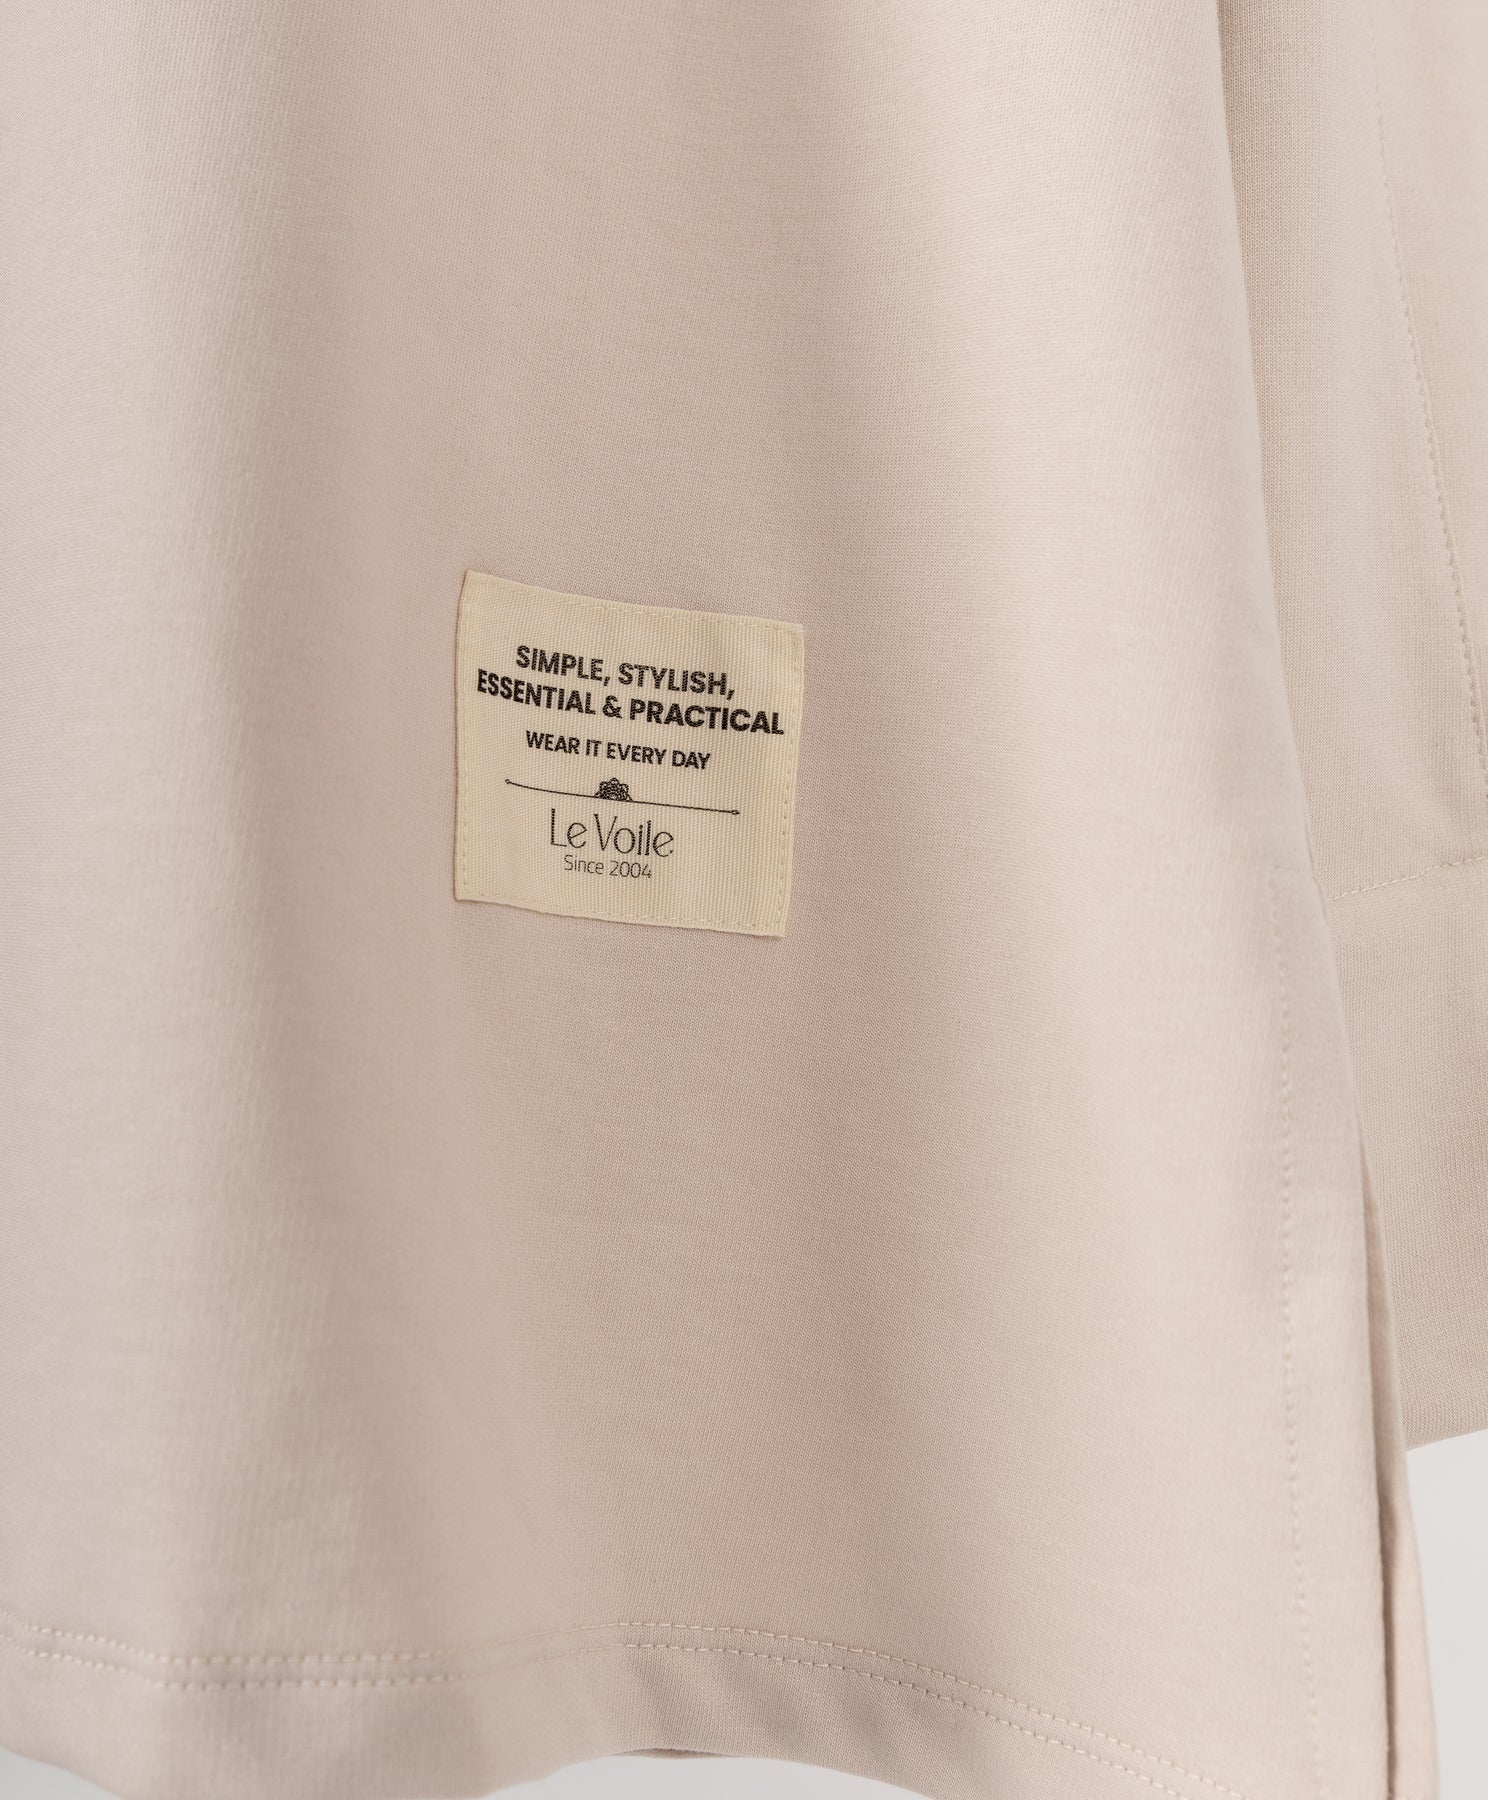 SIMPLE, STYLISH,
ESSENTIAL & PRACTICAL
WEAR IT EVERY DAY
Le Voile
Since 2004